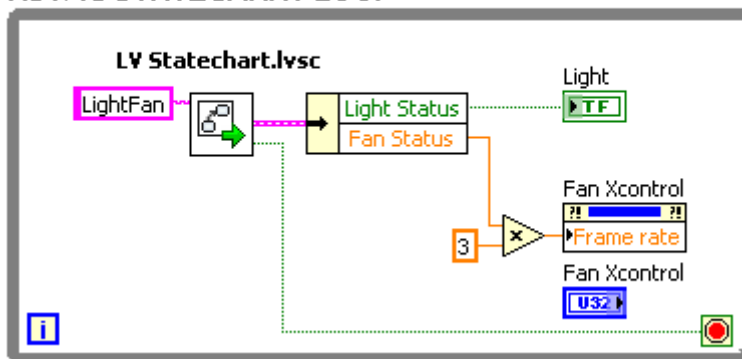 LV Statechart.lvsc
LightFan
Light Status
Fan Status
Light
TF
3
×
Fan Xcontrol
?! ?!
Frame rate
Fan Xcontrol
U32
i